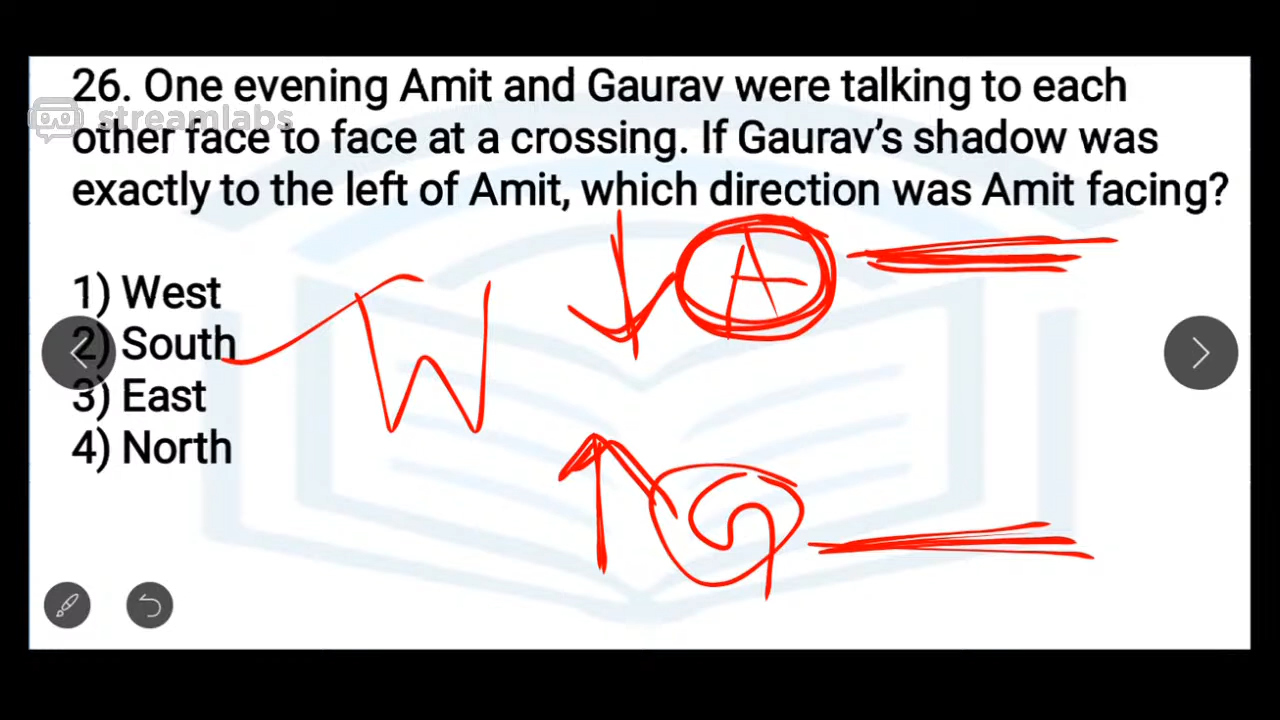 26. One evening Amit and Gaurav were talking to each
streamlabs
other face to face at a crossing. If Gaurav’s shadow was
exactly to the left of Amit, which direction was Amit facing?
A
1) West
W
2) South
3) East
4) North
G